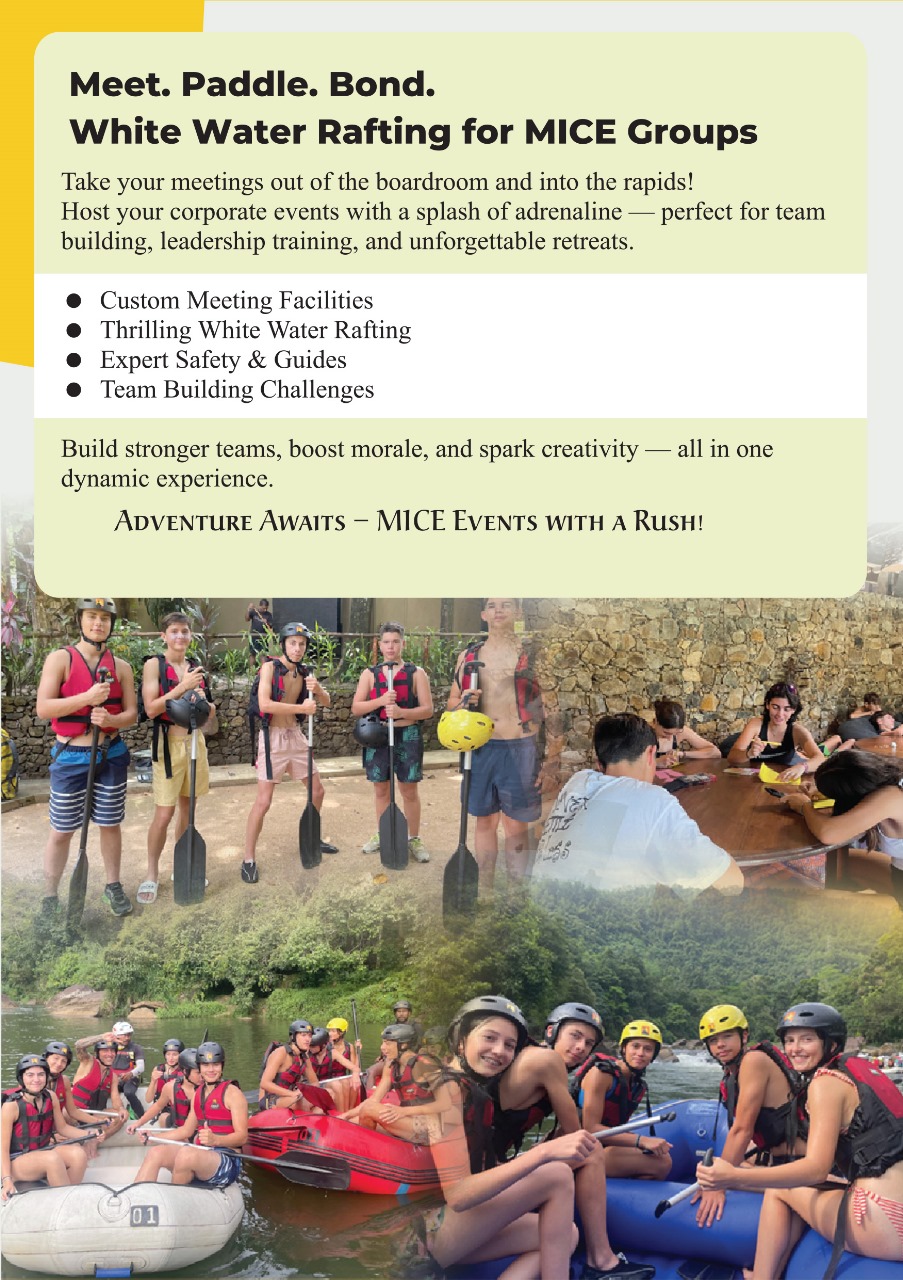 Meet. Paddle. Bond.
White Water Rafting for MICE Groups
Take your meetings out of the boardroom and into the rapids!
Host your corporate events with a splash of adrenaline — perfect for team
building, leadership training, and unforgettable retreats.
● Custom Meeting Facilities
● Thrilling White Water Rafting
● Expert Safety & Guides
● Team Building Challenges
Build stronger teams, boost morale, and spark creativity — all in one
dynamic experience.
Adventure Awaits – MICE Events with a Rush!
01